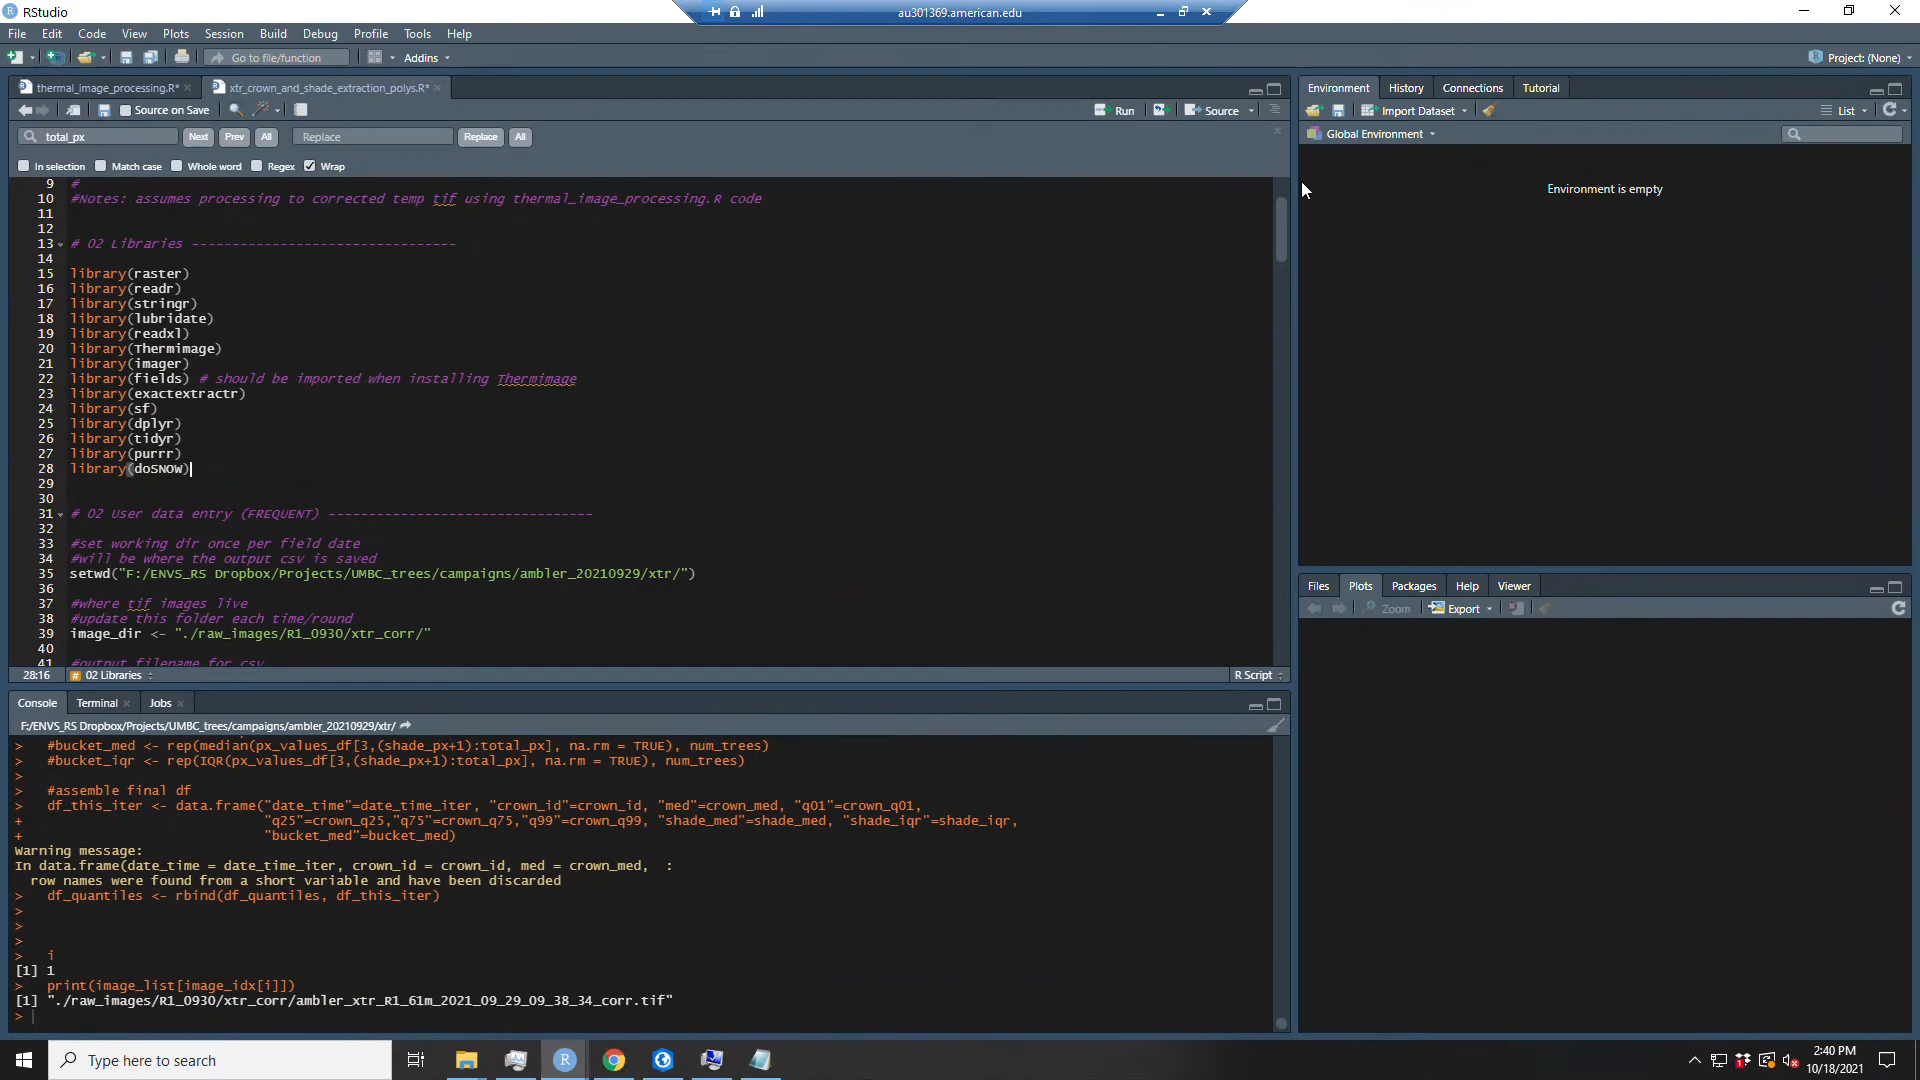 RStudio
au301369.american.edu
File Edit Code View Plots Session Build Debug Profile Tools Help
Go to file/function
Addins
Project: (None)
thermal_image_processing.R*
xtr_crown_and_shade_extraction_polys.R*
Source on Save
Run
Source
total_px
Next
Prev
All
Replace
Replace
All
In selection
Match case
Whole word
Regex
Wrap
9 #
10 #Notes: assumes processing to corrected temp tif using thermal_image_processing.R code
11
12
13 # 02 Libraries ---------------------------------
14
15 library(raster)
16 library(readr)
17 library(stringr)
18 library(lubridate)
19 library(readxl)
20 library(Thermimage)
21 library(imager)
22 library(fields) # should be imported when installing Thermimage
23 library(exactextractr)
24 library(sf)
25 library(dplyr)
26 library(tidyr)
27 library(purrr)
28 library(doSNOW)
29
30
31 # 02 User data entry (FREQUENT) ---------------------------------
32
33 #set working dir once per field date
34 #will be where the output csv is saved
35 setwd("F:/ENVS_RS Dropbox/Projects/UMBC_trees/campaigns/ambler_20210929/xtr/")
36
37 #where tif images live
38 #update this folder each time/round
39 image_dir <- "./raw_images/R1_0930/xtr_corr/"
40
41 #output filename for csv
28:16
# 02 Libraries
R Script
Console Terminal Jobs
F:/ENVS_RS Dropbox/Projects/UMBC_trees/campaigns/ambler_20210929/xtr/
> #bucket_med <- rep(median(px_values_df[3,(shade_px+1):total_px], na.rm = TRUE), num_trees)
> #bucket_iqr <- rep(IQR(px_values_df[3,(shade_px+1):total_px], na.rm = TRUE), num_trees)
>
> #assemble final df
> df_this_iter <- data.frame("date_time"=date_time_iter, "crown_id"=crown_id, "med"=crown_med, "q01"=crown_q01,
+ "q25"=crown_q25,"q75"=crown_q75,"q99"=crown_q99, "shade_med"=shade_med, "shade_iqr"=shade_iqr,
+ "bucket_med"=bucket_med)
Warning message:
In data.frame(date_time = date_time_iter, crown_id = crown_id, med = crown_med, :
row names were found from a short variable and have been discarded
> df_quantiles <- rbind(df_quantiles, df_this_iter)
>
>
>
> i
[1] 1
> print(image_list[image_idx[i]])
[1] "./raw_images/R1_0930/xtr_corr/ambler_xtr_R1_61m_2021_09_29_09_38_34_corr.tif"
>
Environment History Connections Tutorial
Import Dataset
List
Global Environment
Environment is empty
Files Plots Packages Help Viewer
Zoom
Export
Type here to search
2:40 PM
10/18/2021